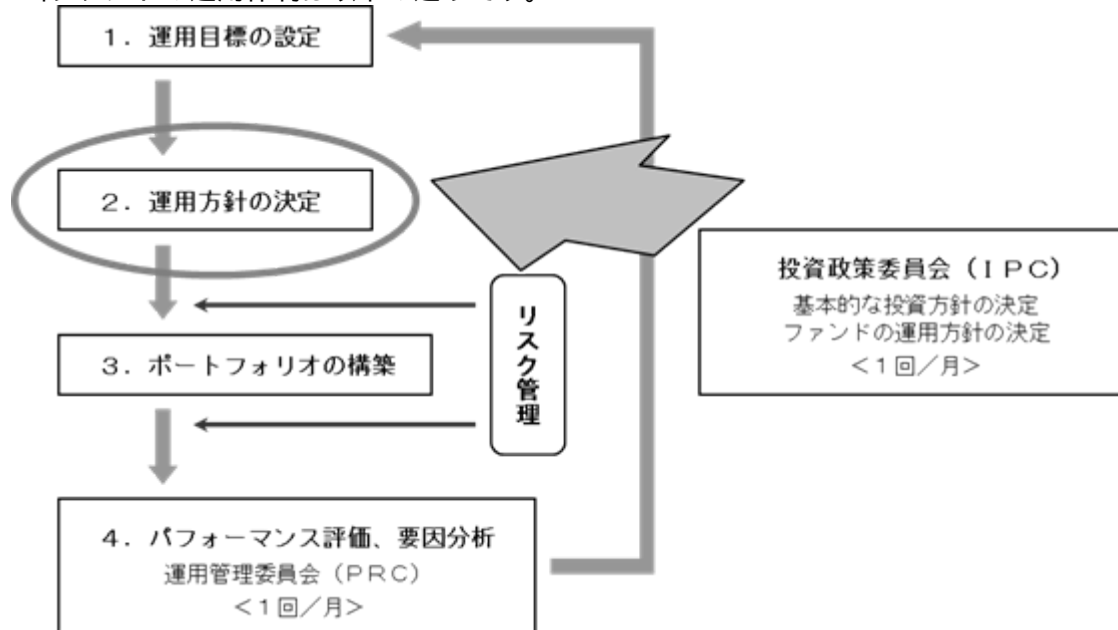 1．運用目標の設定
2．運用方針の決定
リスク管理
投資政策委員会（ＩＰＣ）
基本的な投資方針の決定
ファンドの運用方針の決定
＜１回／月＞
3．ポートフォリオの構築
4．パフォーマンス評価、要因分析
運用管理委員会（ＰＲＣ）
＜１回／月＞